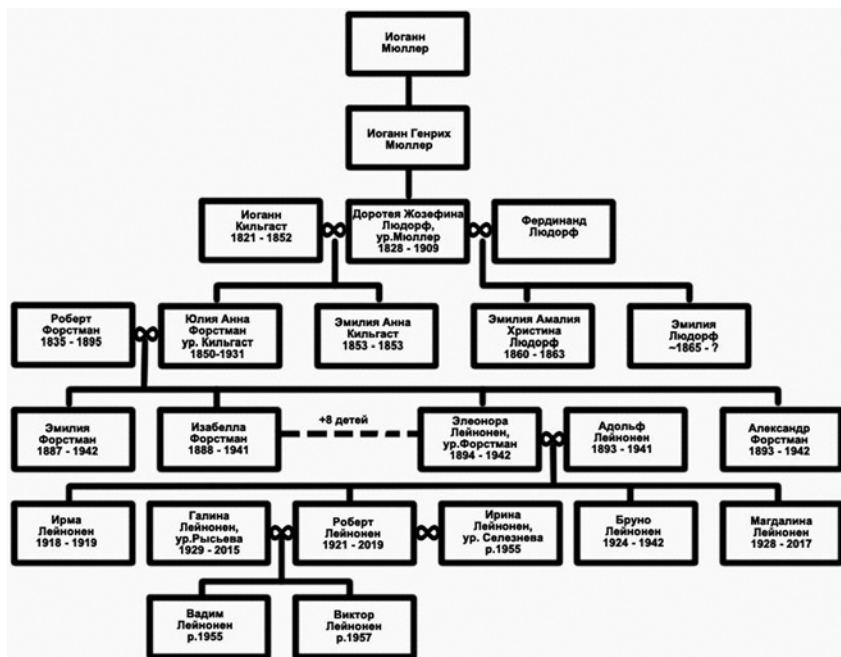 Иоганн
Мюллер
Иоганн Генрих
Мюллер
Иоганн
Кильгаст
1821 - 1852
Доротея Жозефина
Людорф,
ур.Мюллер
1828 - 1909
Фердинанд
Людорф
Роберт
Форстман
1835 - 1895
Юлия Анна
Форстман
ур. Кильгаст
1850-1931
Эмилия Анна
Кильгаст
1853 - 1853
Эмилия Амалия
Христина
Людорф
1860 - 1863
Эмилия
Людорф
~1865 - ?
Эмилия
Форстман
1887 - 1942
Изабелла
Форстман
1888 - 1941
+8 детей
Элеонора
Лейнонен,
ур.Форстман
1894 - 1942
Адольф
Лейнонен
1893 - 1941
Александр
Форстман
1893 - 1942
Ирма
Лейнонен
1918 - 1919
Галина
Лейнонен,
ур.Рысьева
1929 - 2015
Роберт
Лейнонен
1921 - 2019
Ирина
Лейнонен,
ур. Селезнева
р.1955
Бруно
Лейнонен
1924 - 1942
Магдалина
Лейнонен
1928 - 2017
Вадим
Лейнонен
р.1955
Виктор
Лейнонен
р.1957